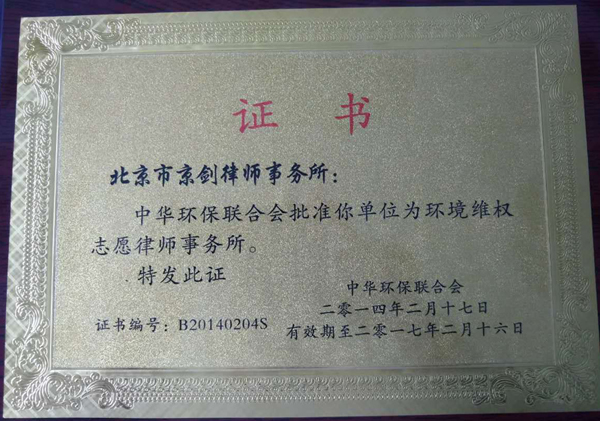 证书
北京市京剑律师事务所：
中华环保联合会批准你单位为环境维权
志愿律师事务所。
特发此证
中华环保联合会
二零一四年二月十七日
证书编号：B20140204S
有效期至二零一七年二月十六日